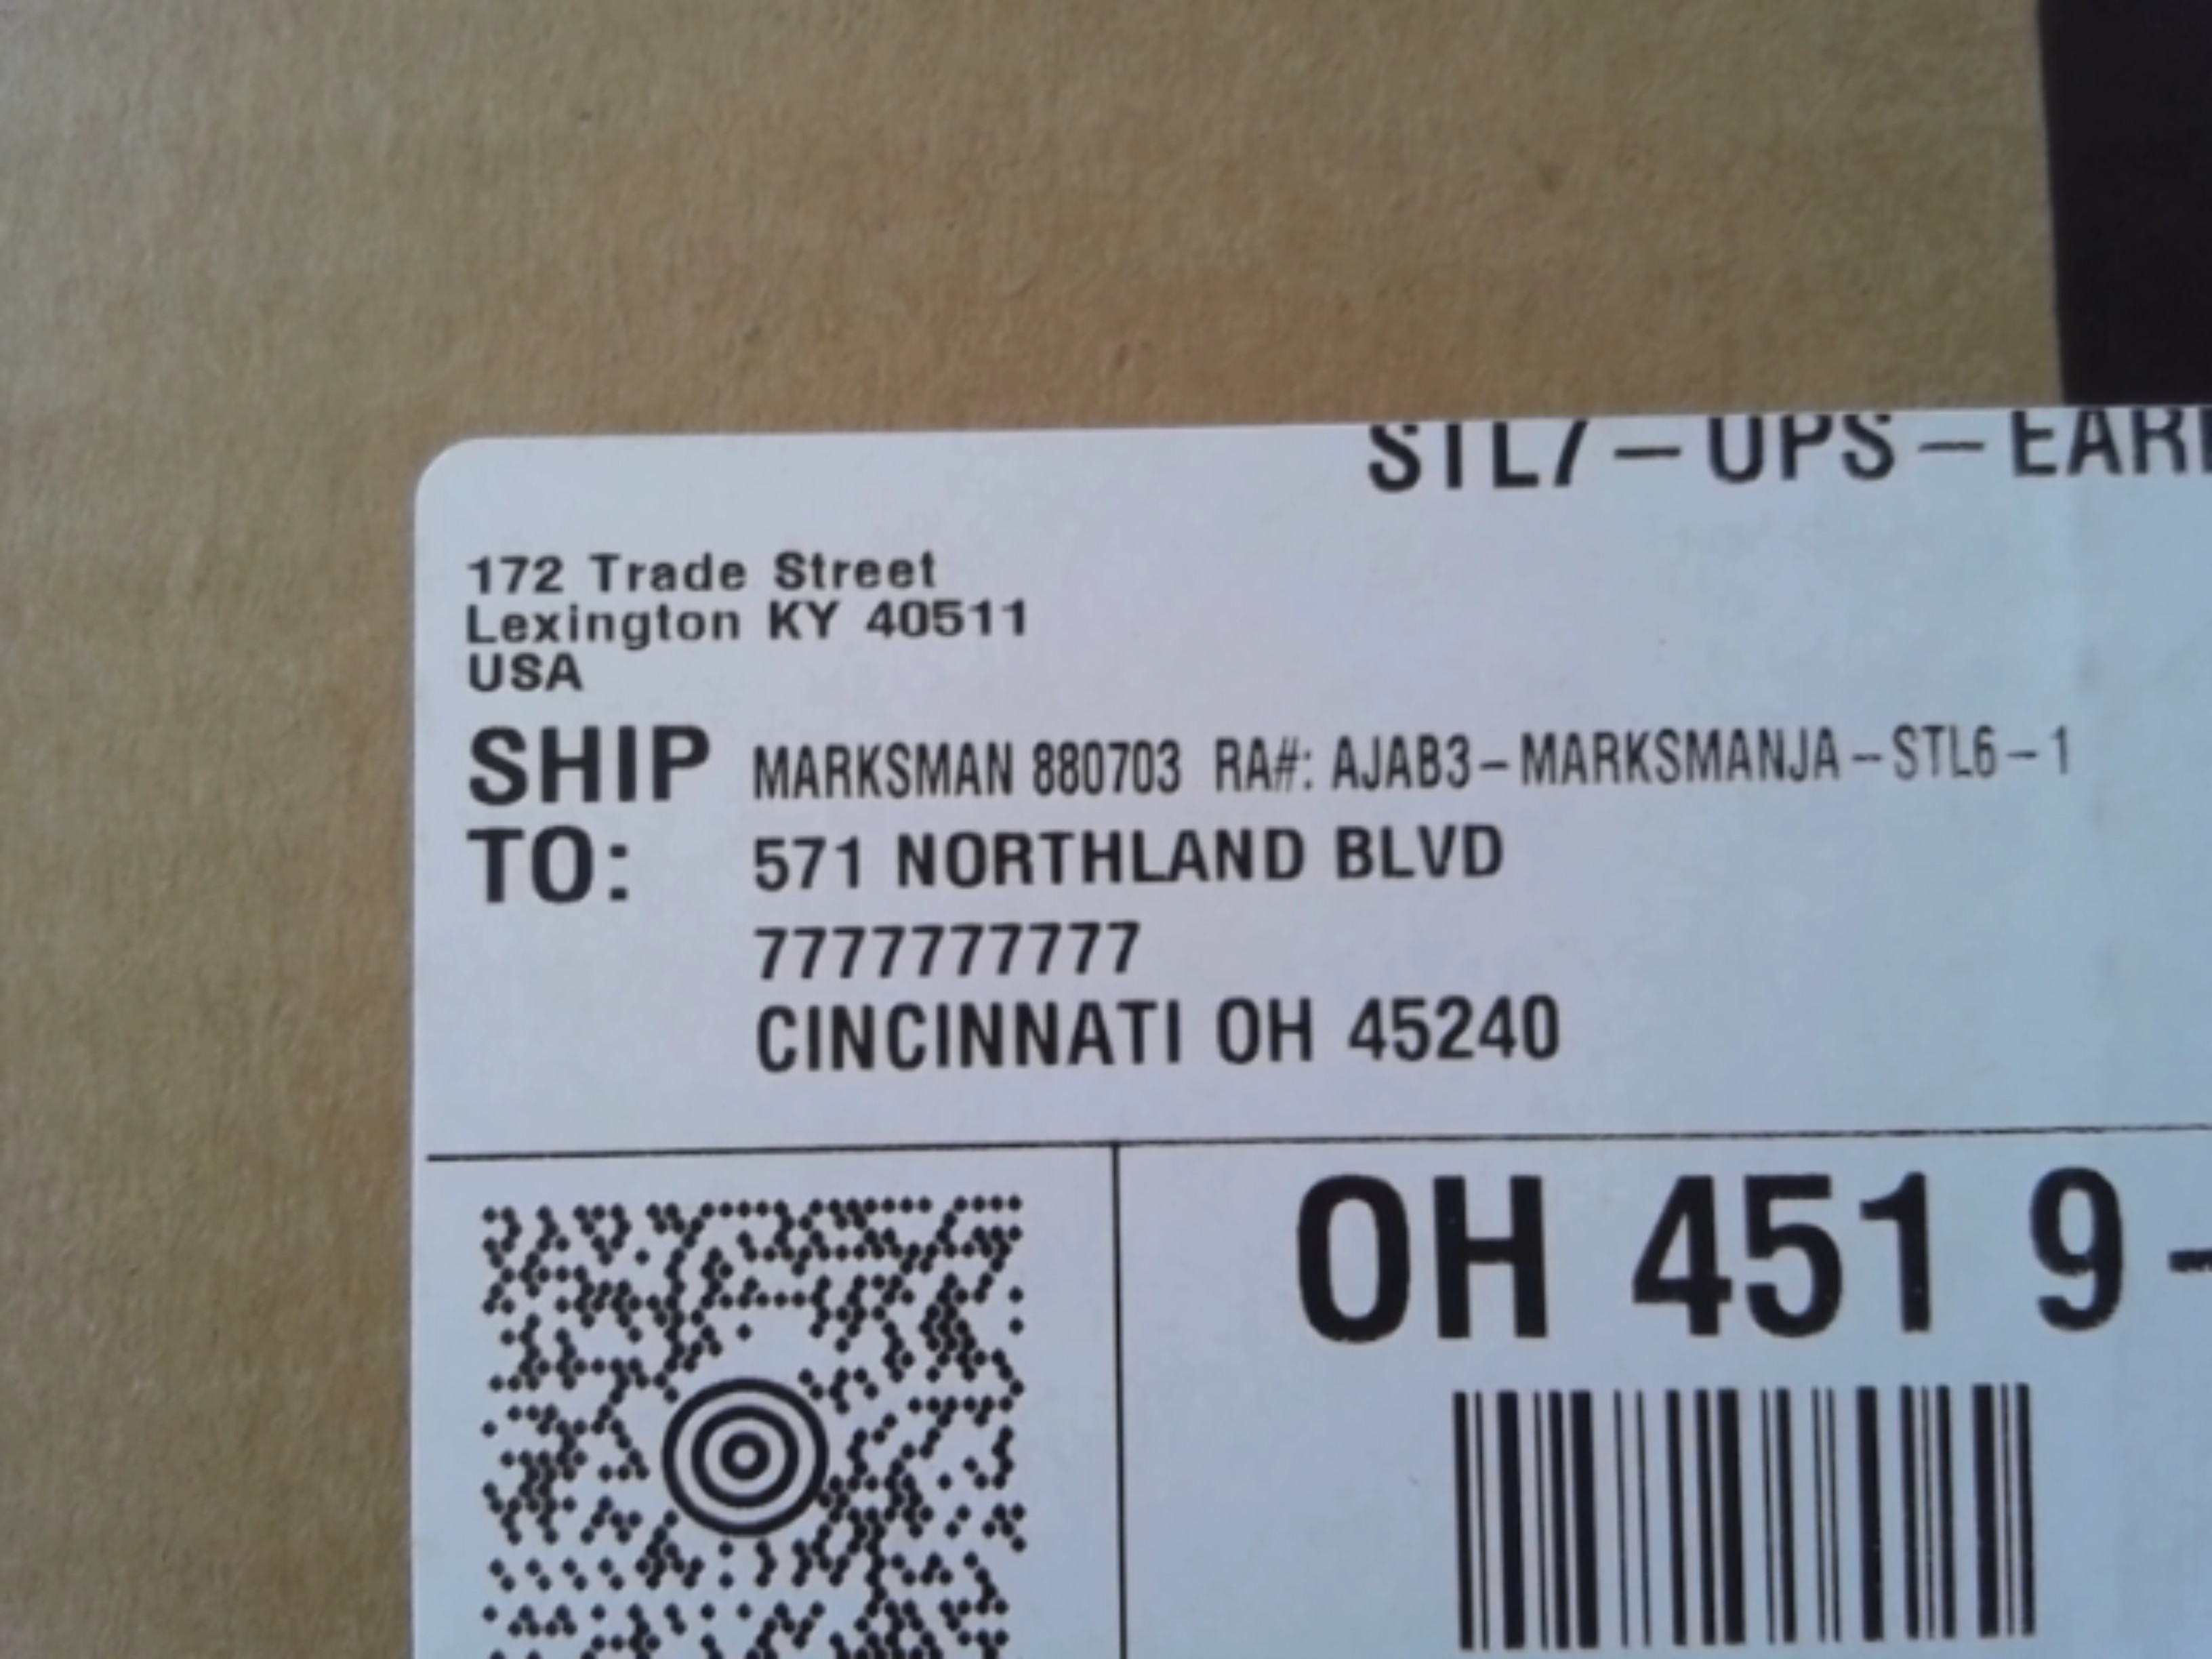 STL7-UPS-EAR
172 Trade Street
Lexington KY 40511
USA
SHIP TO:
MARKSMAN 880703 RA#: AJAB3-MARKSMANJA-STL6-1
571 NORTHLAND BLVD
7777777777
CINCINNATI OH 45240
OH 451 9-